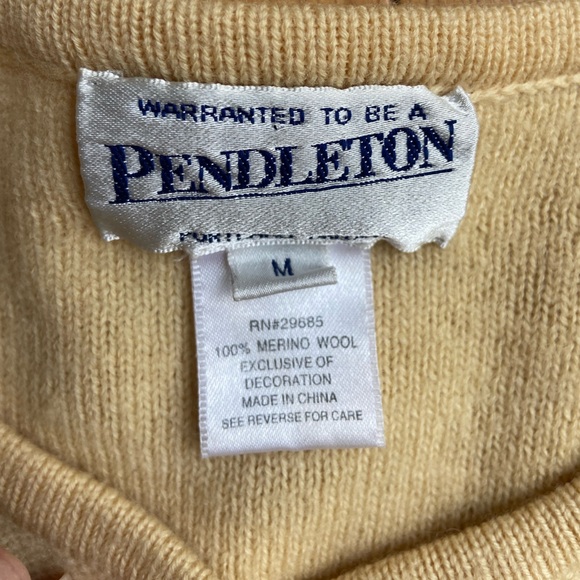 WARRANTED TO BE A
PENDLETON
M
RN#29685
100% MERINO WOOL
EXCLUSIVE OF
DECORATION
MADE IN CHINA
SEE REVERSE FOR CARE